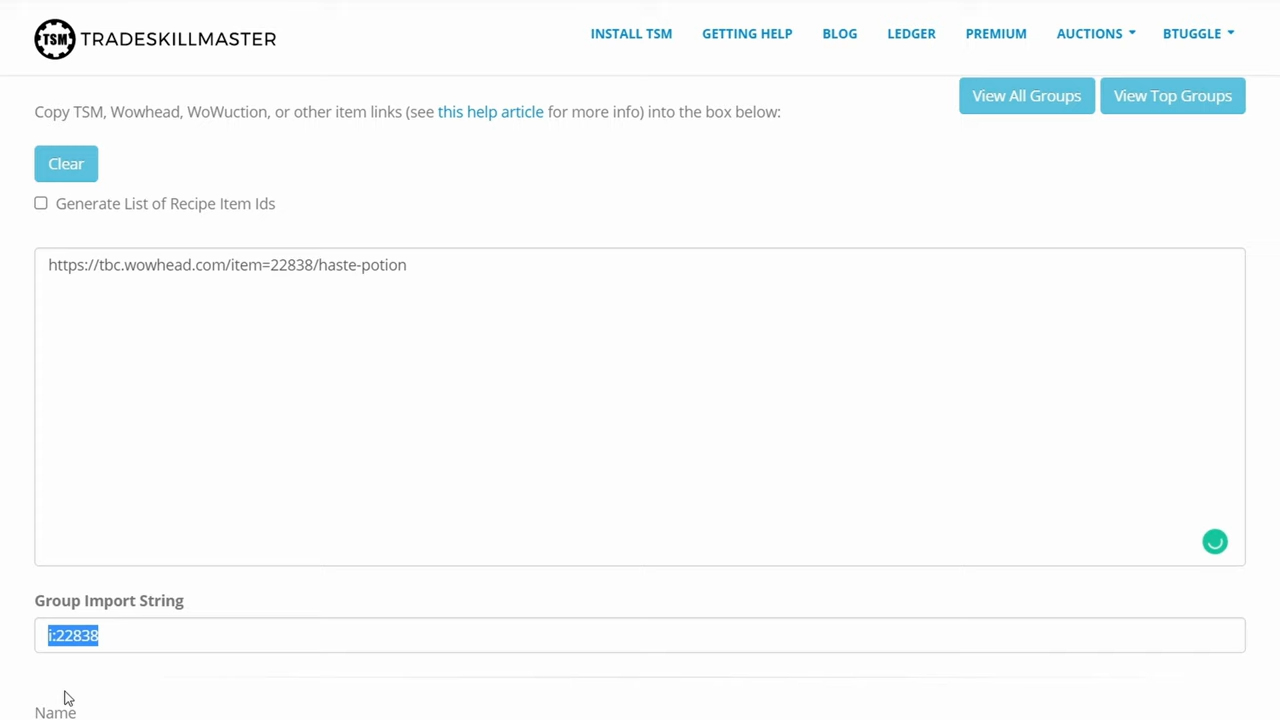 TSM TRADESKILLMASTER
INSTALL TSM GETTING HELP BLOG LEDGER PREMIUM AUCTIONS BTUGGLE
Copy TSM, Wowhead, WoWuction, or other item links (see this help article for more info) into the box below:
View All Groups View Top Groups
Clear
Generate List of Recipe Item Ids
https://tbc.wowhead.com/item=22838/haste-potion
Group Import String
i:22838
Name